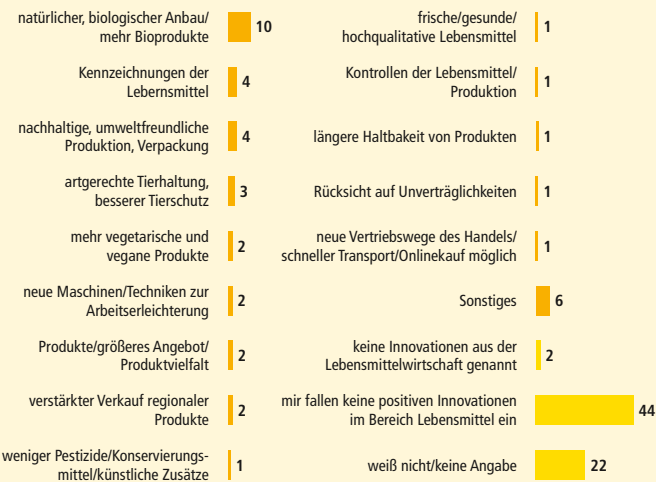 natürlicher, biologischer Anbau/
mehr Bioprodukte
10
Kennzeichnungen der
Lebernsmittel
4
nachhaltige, umweltfreundliche
Produktion, Verpackung
4
artgerechte Tierhaltung,
besserer Tierschutz
3
mehr vegetarische und
vegane Produkte
2
neue Maschinen/Techniken zur
Arbeitserleichterung
2
Produkte/größeres Angebot/
Produktvielfalt
2
verstärkter Verkauf regionaler
Produkte
2
weniger Pestizide/Konservierungs-
mittel/künstliche Zusätze
1
frische/gesunde/
hochqualitative Lebensmittel
1
Kontrollen der Lebensmittel/
Produktion
1
längere Haltbakeit von Produkten
1
Rücksicht auf Unverträglichkeiten
1
neue Vertriebswege des Handels/
schneller Transport/Onlinekauf möglich
1
Sonstiges
6
keine Innovationen aus der
Lebensmittelwirtschaft genannt
2
mir fallen keine positiven Innovationen
im Bereich Lebensmittel ein
44
weiß nicht/keine Angabe
22